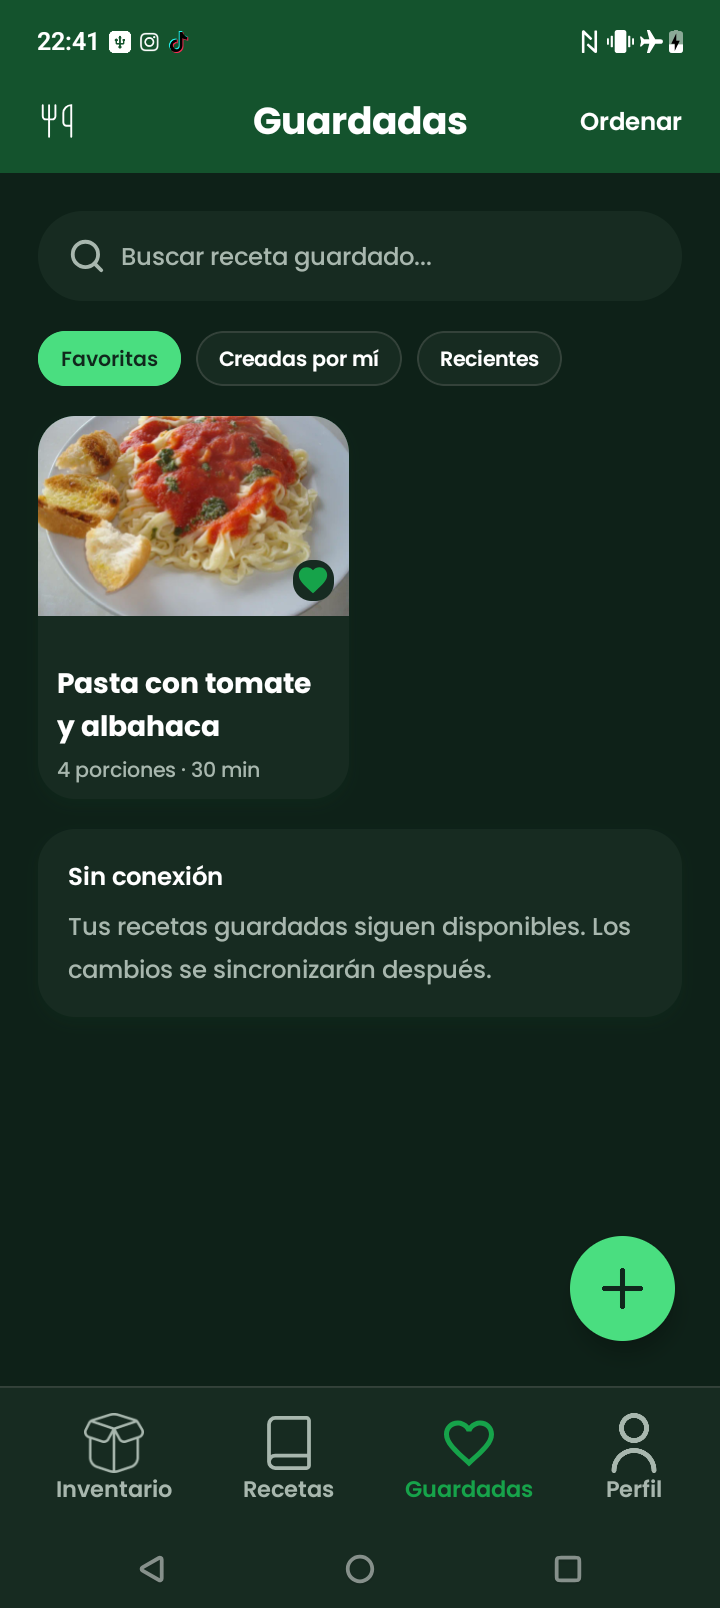 22:41
Guardadas
Ordenar
Buscar receta guardado...
Favoritas
Creadas por mí
Recientes
Pasta con tomate
y albahaca
4 porciones · 30 min
Sin conexión
Tus recetas guardadas siguen disponibles. Los
cambios se sincronizarán después.
Inventario
Recetas
Guardadas
Perfil